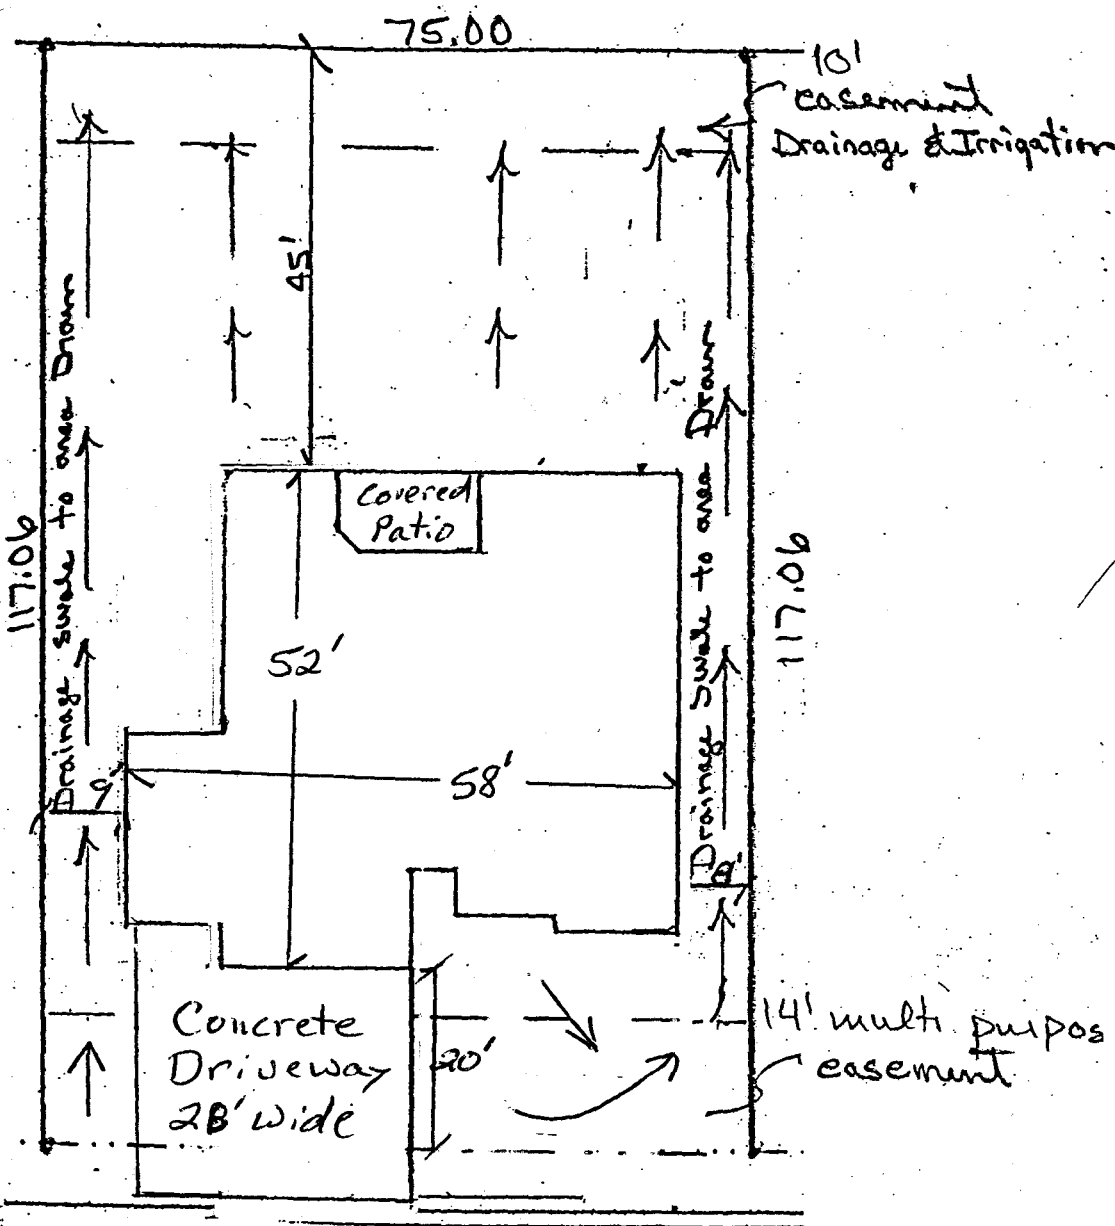 75.00
10'
easement
Drainage & Irrigation
45'
Drainage swale to area Drain
Drainage Swale to area Drain
Covered
Patio
117.06
117.06
52'
58'
9'
8'
Concrete
Driveway
28' wide
20'
14' multi purpos
easement